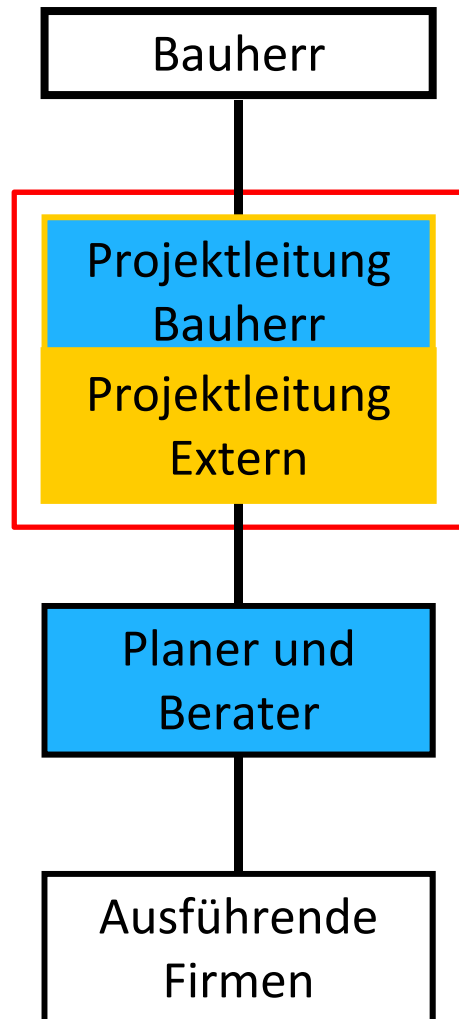 Bauherr
Projektleitung
Bauherr
Projektleitung
Extern
Planer und
Berater
Ausführende
Firmen